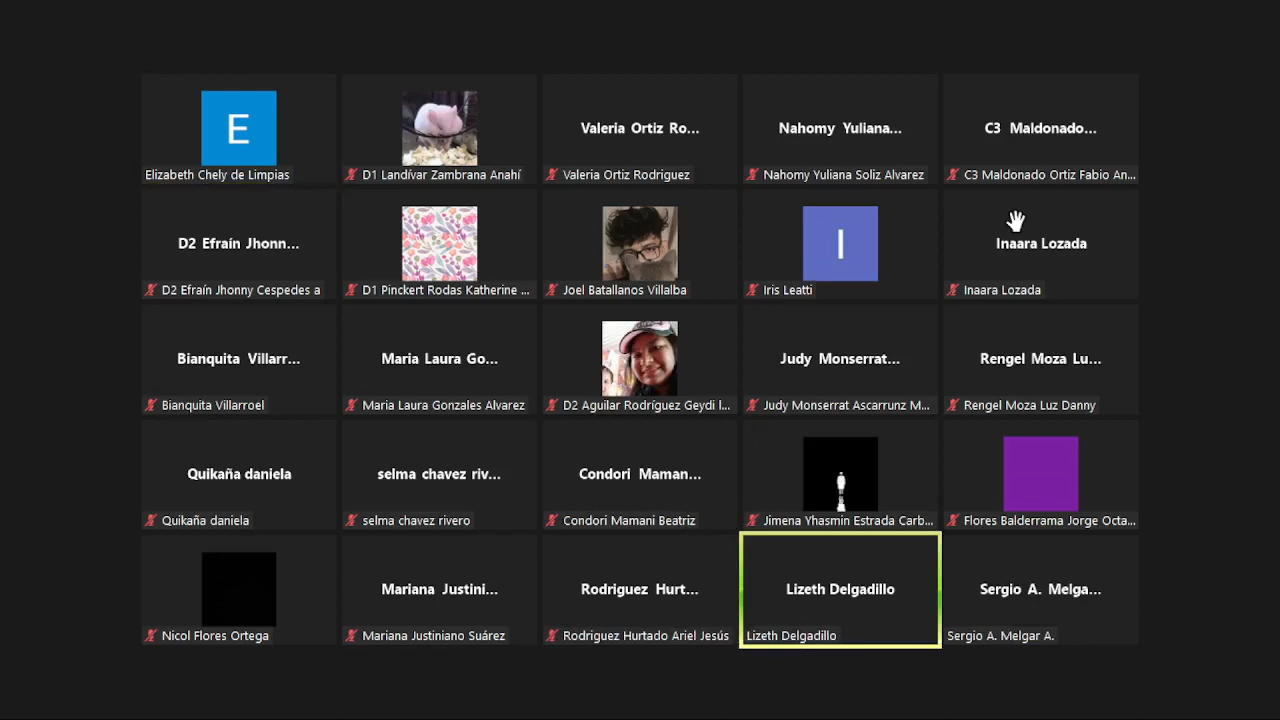 E
Elizabeth Chely de Limpias
D1 Landívar Zambrana Anahí
Valeria Ortiz Ro...
Valeria Ortiz Rodriguez
Nahomy Yuliana...
Nahomy Yuliana Soliz Alvarez
C3 Maldonado...
C3 Maldonado Ortiz Fabio An...
D2 Efraín Jhonn...
D2 Efraín Jhonny Cespedes a
D1 Pinckert Rodas Katherine ...
Joel Batallanos Villalba
I
Iris Leatti
Inaara Lozada
Inaara Lozada
Bianquita Villarr...
Bianquita Villarroel
Maria Laura Go...
Maria Laura Gonzales Alvarez
D2 Aguilar Rodríguez Geydi l...
Judy Monserrat...
Judy Monserrat Ascarrunz M...
Rengel Moza Lu...
Rengel Moza Luz Danny
Quikaña daniela
Quikaña daniela
selma chavez riv...
selma chavez rivero
Condori Maman...
Condori Mamani Beatriz
Jimena Yhasmin Estrada Carb...
Flores Balderrama Jorge Octa...
Nicol Flores Ortega
Mariana Justini...
Mariana Justiniano Suárez
Rodriguez Hurt...
Rodriguez Hurtado Ariel Jesús
Lizeth Delgadillo
Lizeth Delgadillo
Sergio A. Melga...
Sergio A. Melgar A.